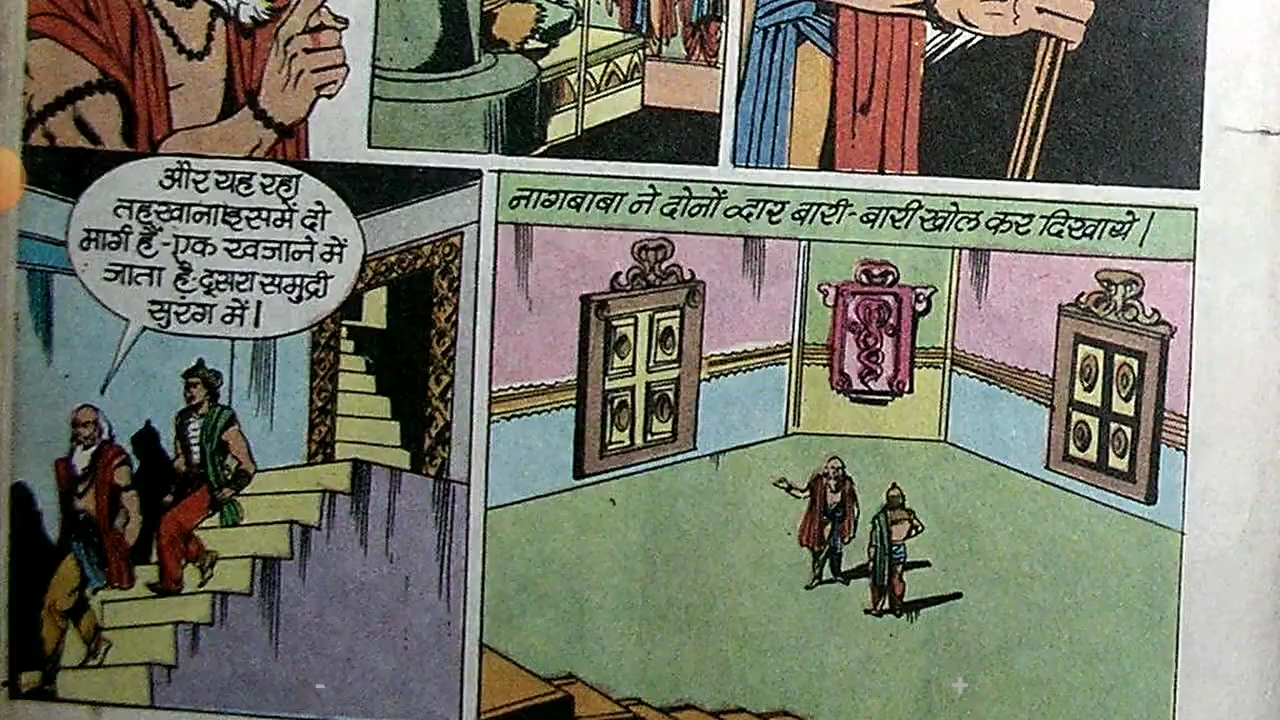 और यह रहा
तहखाना इसमें दो
मार्ग हैं-एक खजाने में
जाता है दूसरा समुद्री
सुरंग में।
नागबाबा ने दोनों व्दार बारी-बारी खोल कर दिखाये।